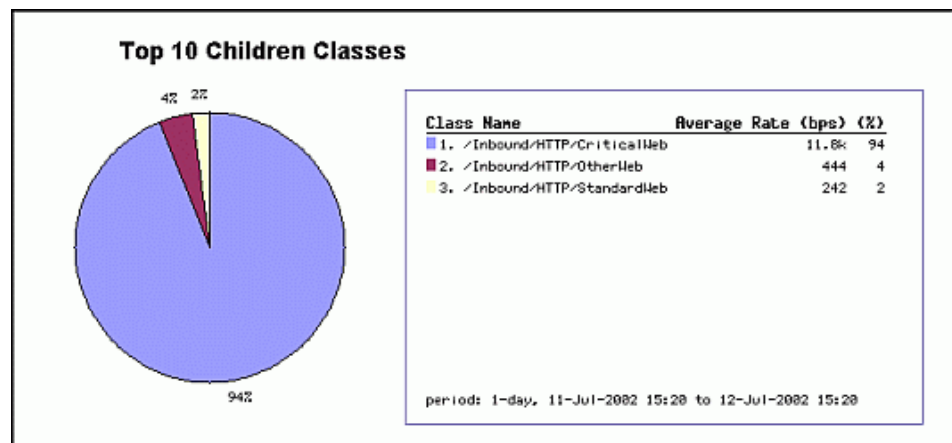 Top 10 Children Classes
4% 2%
94%
Class Name Average Rate (bps) (%)
1. /Inbound/HTTP/CriticalWeb 11.8k 94
2. /Inbound/HTTP/OtherWeb 444 4
3. /Inbound/HTTP/StandardWeb 242 2
period: 1-day, 11-Jul-2002 15:20 to 12-Jul-2002 15:20